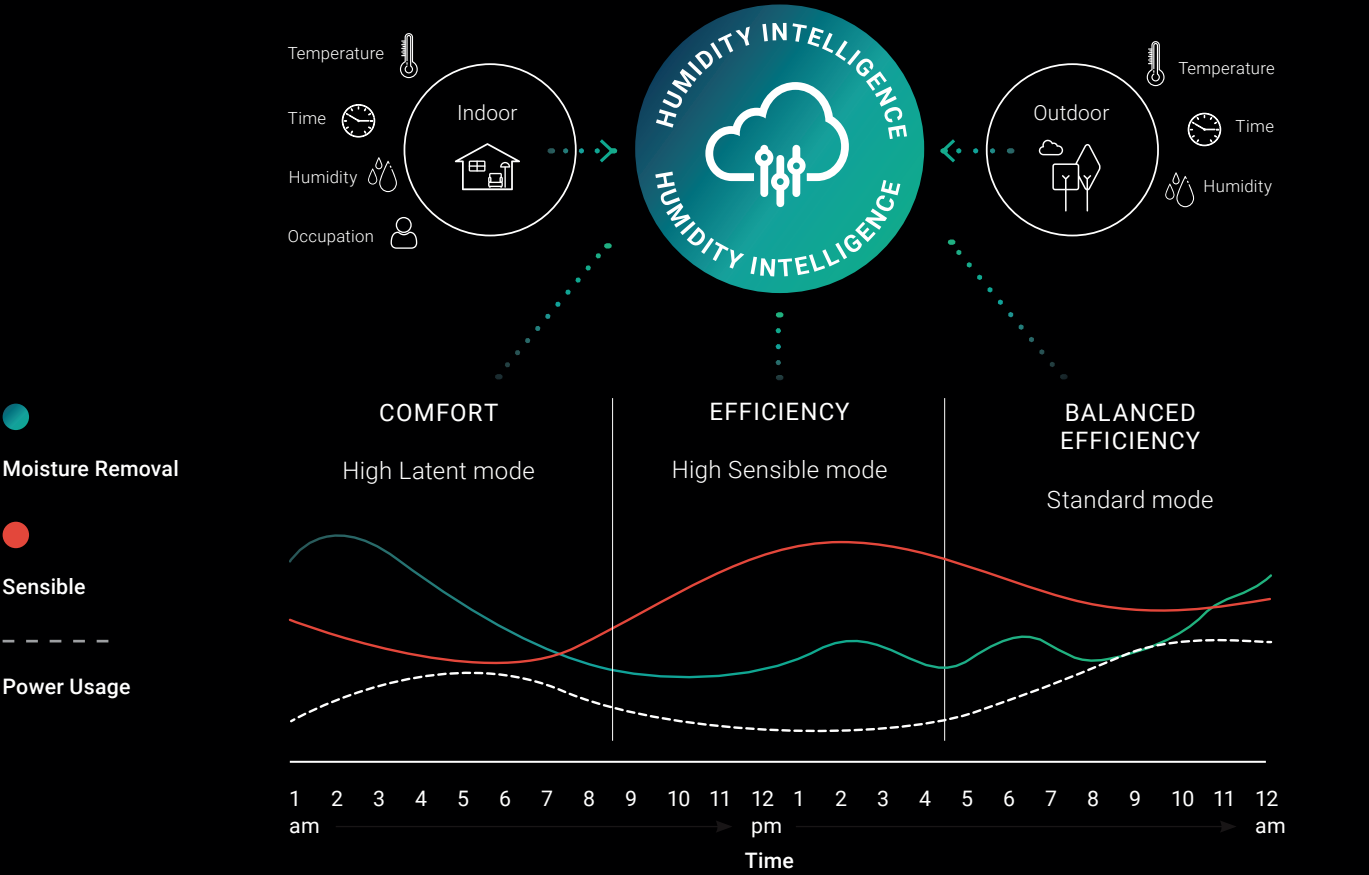 HUMIDITY INTELLIGENCE
HUMIDITY INTELLIGENCE
Indoor
Temperature
Time
Humidity
Occupation
Outdoor
Temperature
Time
Humidity
COMFORT
High Latent mode
EFFICIENCY
High Sensible mode
BALANCED
EFFICIENCY
Standard mode
Moisture Removal
Sensible
Power Usage
1 2 3 4 5 6 7 8 9 10 11 12 1 2 3 4 5 6 7 8 9 10 11 12
am pm am
Time